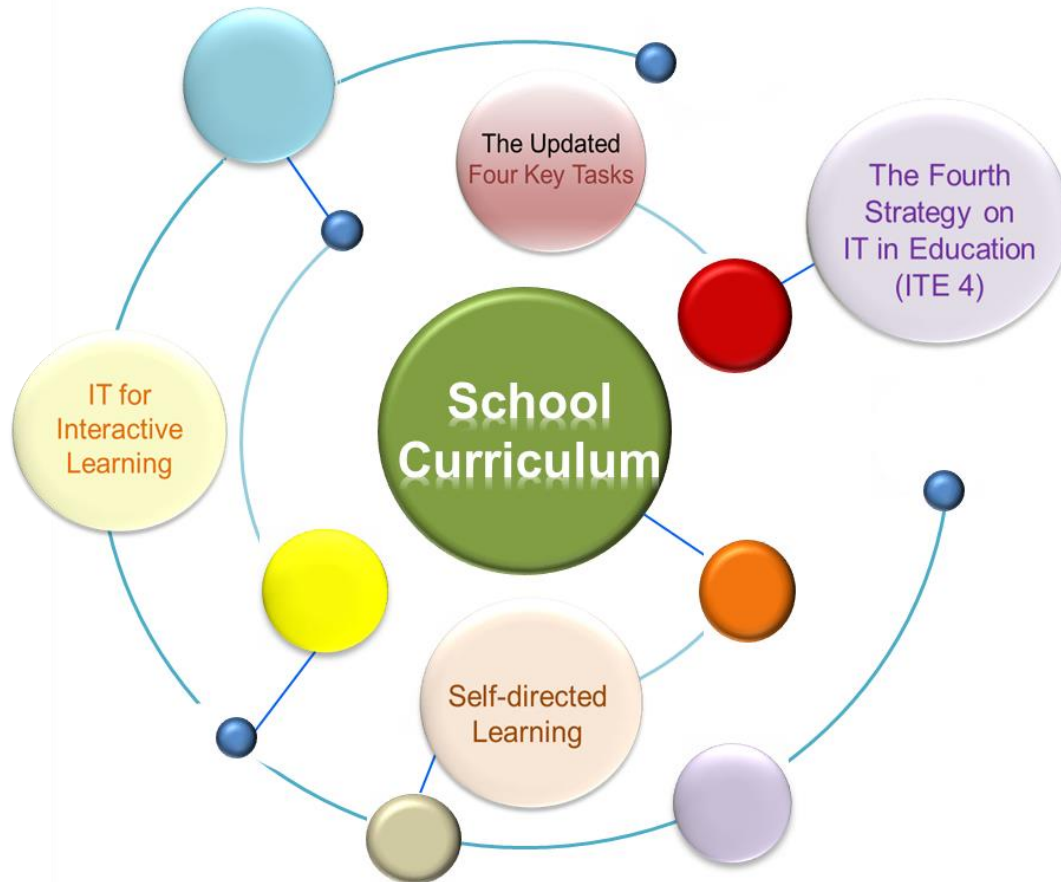 The Updated
Four Key Tasks
The Fourth
Strategy on
IT in Education
(ITE 4)
IT for
Interactive
Learning
School
Curriculum
Self-directed
Learning